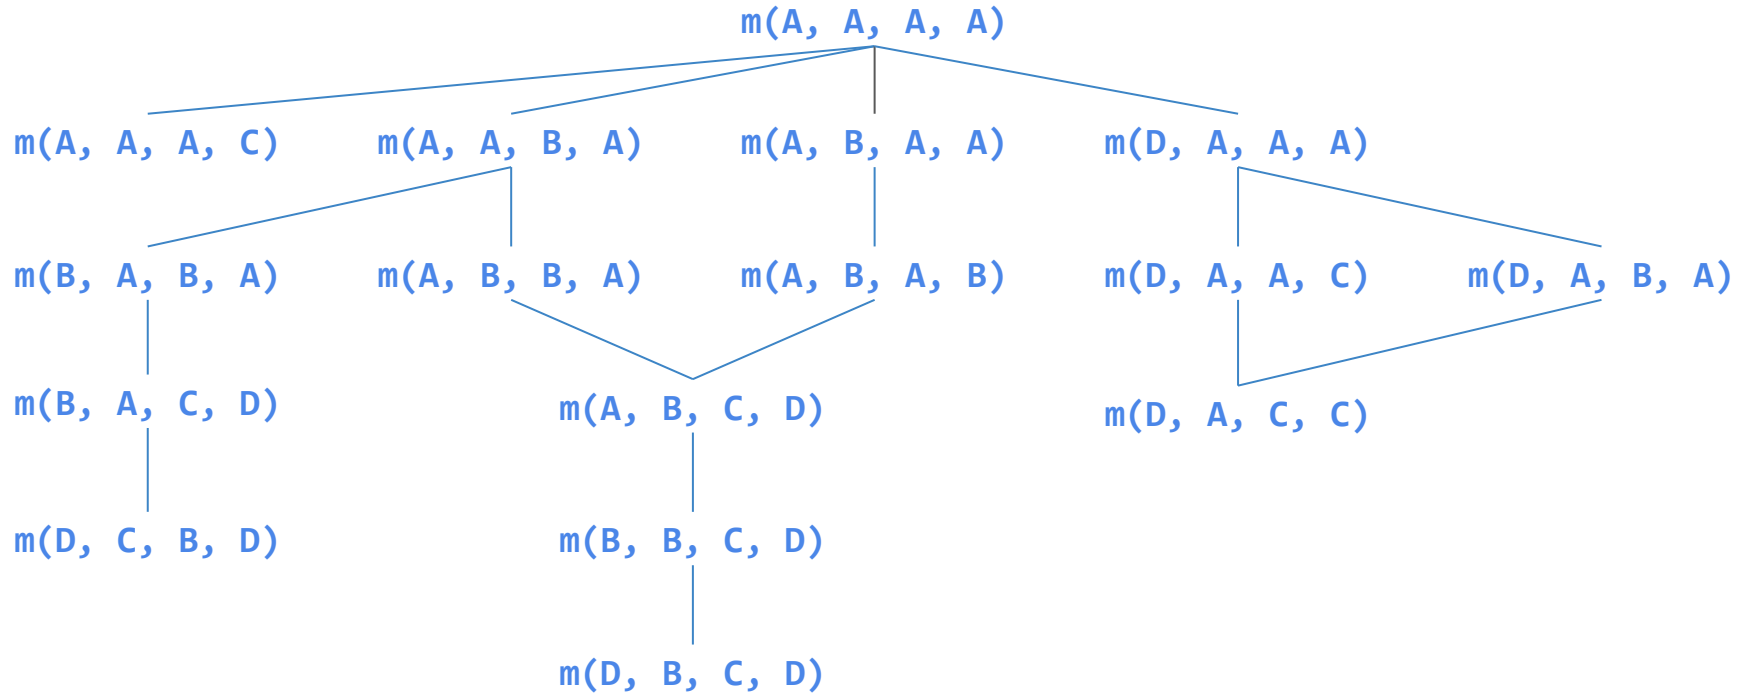 m(A, A, A, A)
m(A, A, A, C) m(A, A, B, A) m(A, B, A, A) m(D, A, A, A)
m(B, A, B, A) m(A, B, B, A) m(A, B, A, B) m(D, A, A, C) m(D, A, B, A)
m(B, A, C, D) m(A, B, C, D) m(D, A, C, C)
m(D, C, B, D) m(B, B, C, D)
m(D, B, C, D)